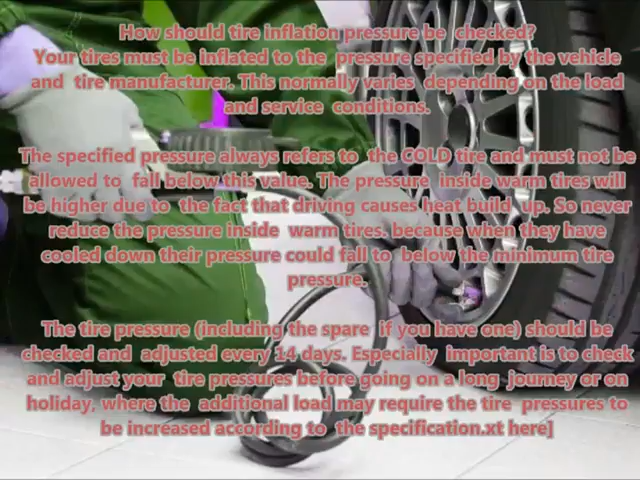 How should tire inflation pressure be checked?
Your tires must be inflated to the pressure specified by the vehicle
and tire manufacturer. This normally varies depending on the load
and service conditions.
The specified pressure always refers to the COLD tire and must not be
allowed to fall below this value. The pressure inside warm tires will
be higher due to the fact that driving causes heat build up. So never
reduce the pressure inside warm tires. because when they have
cooled down their pressure could fall to below the minimum tire
pressure.
The tire pressure (including the spare if you have one) should be
checked and adjusted every 14 days. Especially important is to check
and adjust your tire pressures before going on a long journey or on
holiday, where the additional load may require the tire pressures to
be increased according to the specification.xt here]